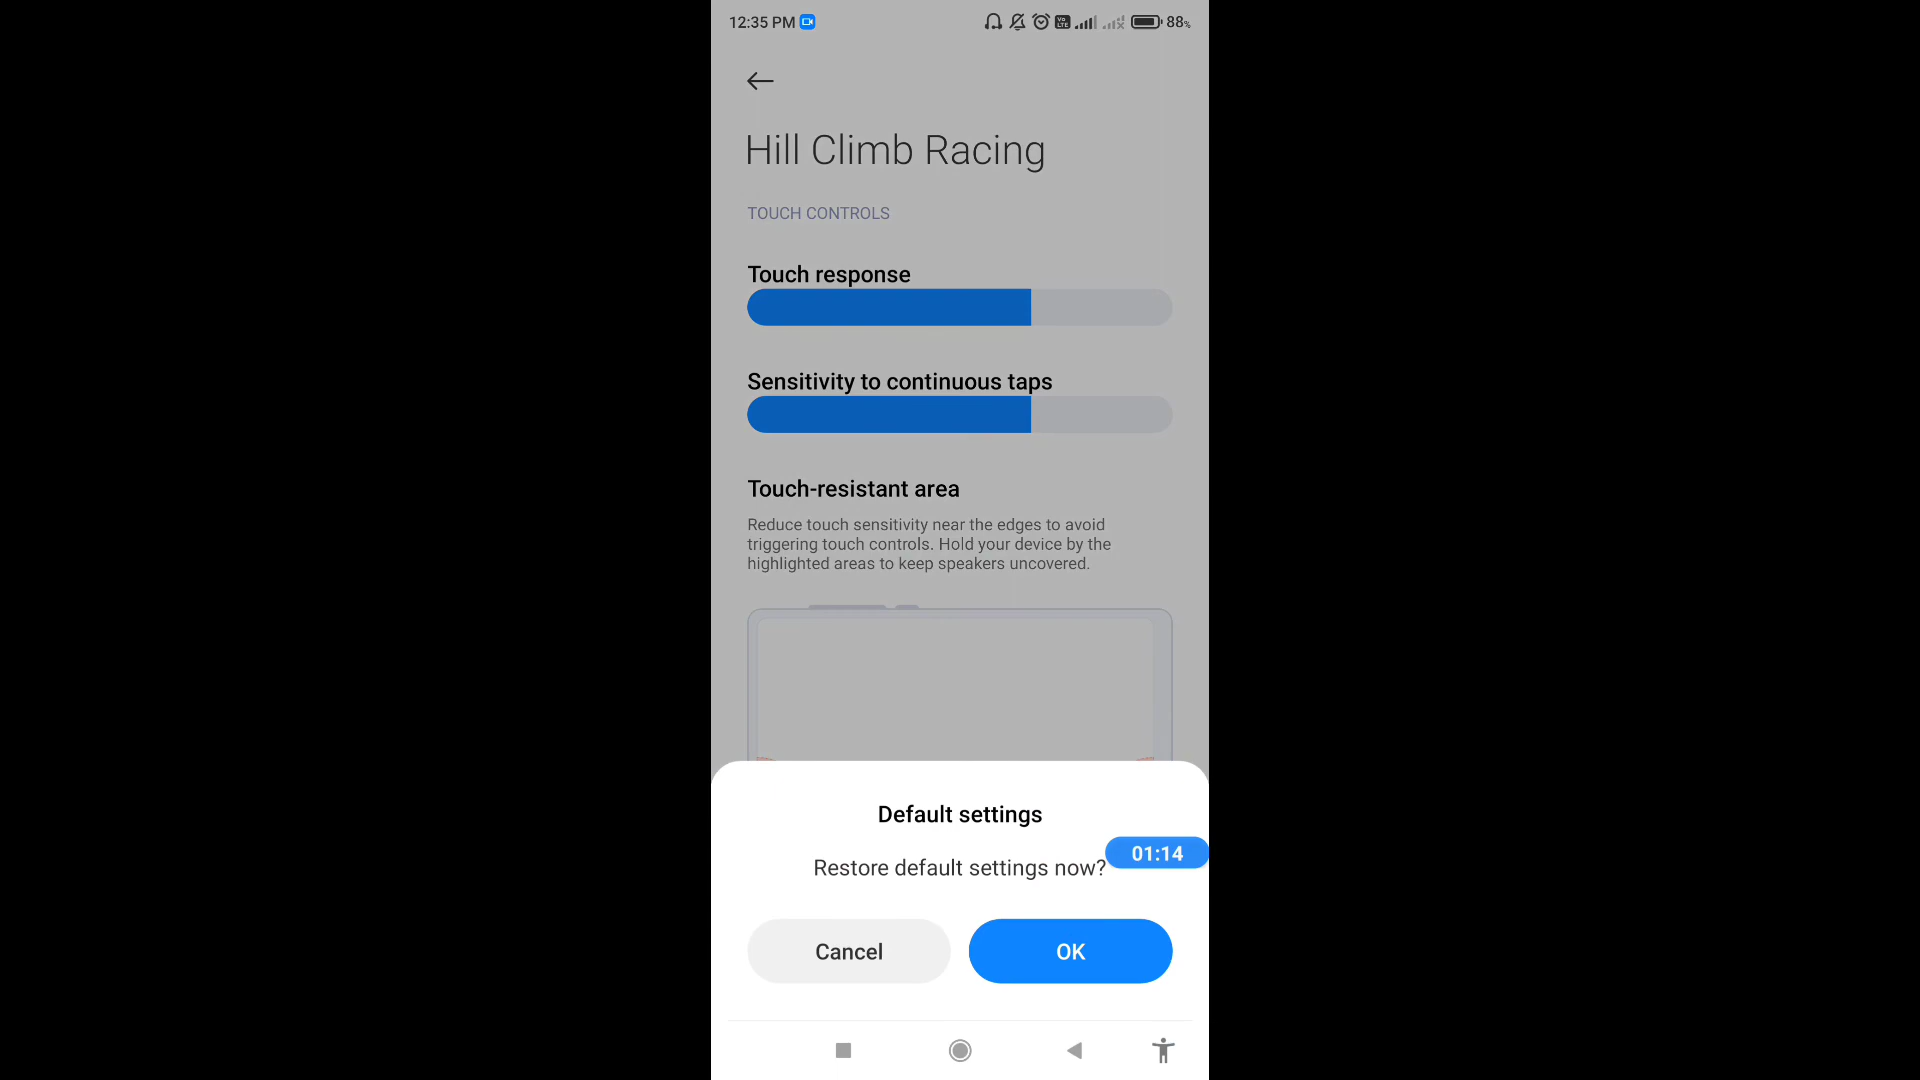 12:35 PM
Vo LTE
88%
Hill Climb Racing
TOUCH CONTROLS
Touch response
Sensitivity to continuous taps
Touch-resistant area
Reduce touch sensitivity near the edges to avoid
triggering touch controls. Hold your device by the
highlighted areas to keep speakers uncovered.
Default settings
01:14
Restore default settings now?
Cancel
OK